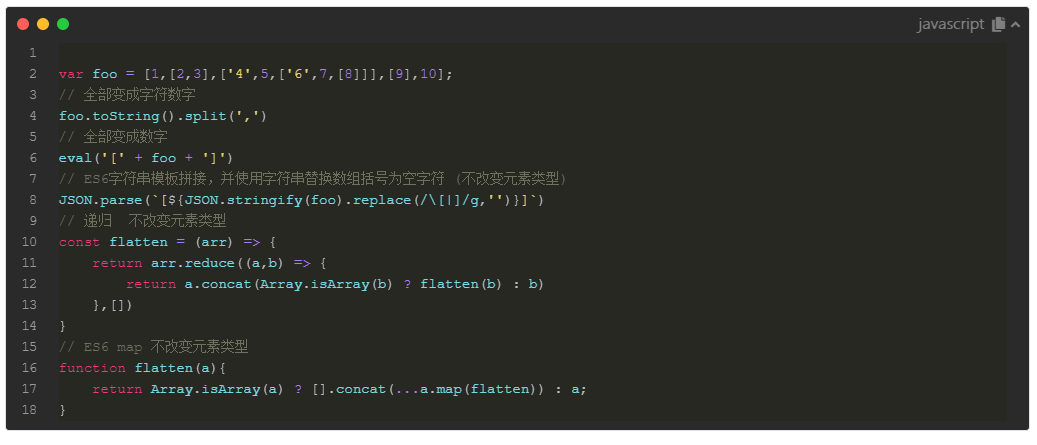 javascript
1
2 var foo = [1,[2,3],['4',5,['6',7,[8]]],[9],10];
3 // 全部变成字符数字
4 foo.toString().split(',')
5 // 全部变成数字
6 eval('[' + foo + ']')
7 // ES6字符串模板拼接，并使用字符串替换数组括号为空字符 (不改变元素类型)
8 JSON.parse(`[${JSON.stringify(foo).replace(/\[|]/g,'')}]`)
9 // 递归  不改变元素类型
10 const flatten = (arr) => {
11     return arr.reduce((a,b) => {
12         return a.concat(Array.isArray(b) ? flatten(b) : b)
13     },[])
14 }
15 // ES6 map 不改变元素类型
16 function flatten(a){
17     return Array.isArray(a) ? [].concat(...a.map(flatten)) : a;
18 }